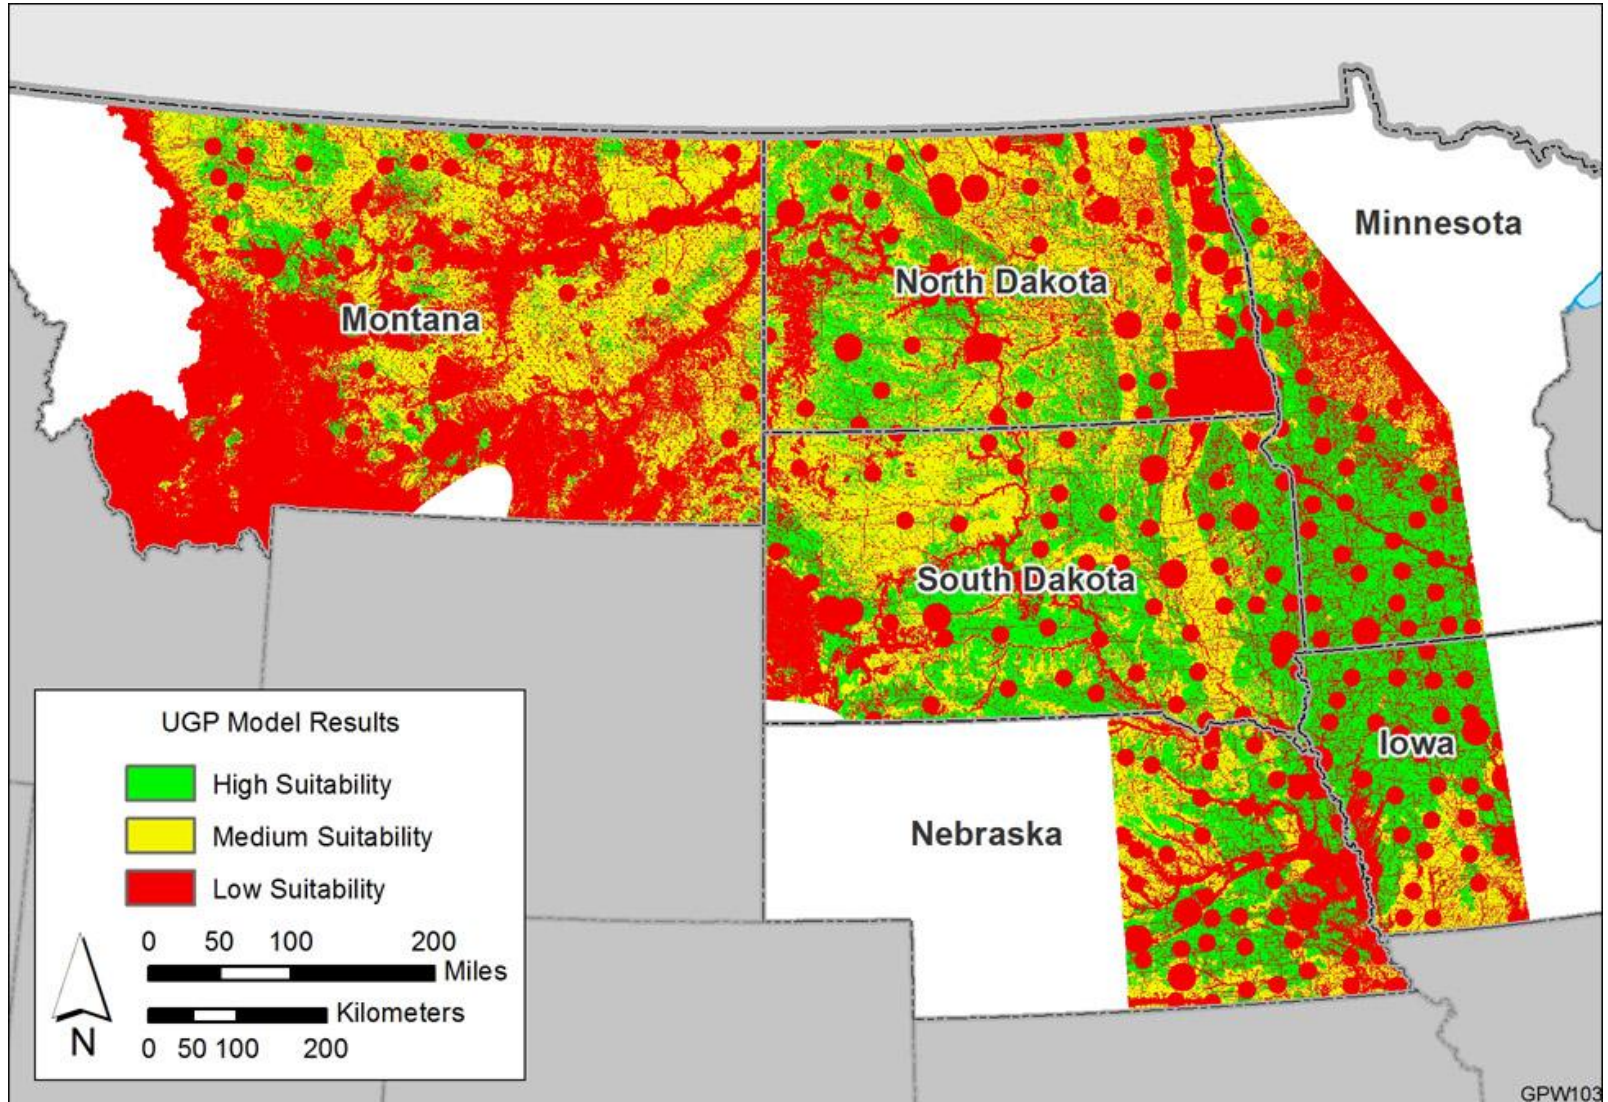 Minnesota
North Dakota
Montana
South Dakota
Iowa
Nebraska
UGP Model Results
High Suitability
Medium Suitability
Low Suitability
0 50 100 200
Miles
Kilometers
0 50 100 200
N
GPW103